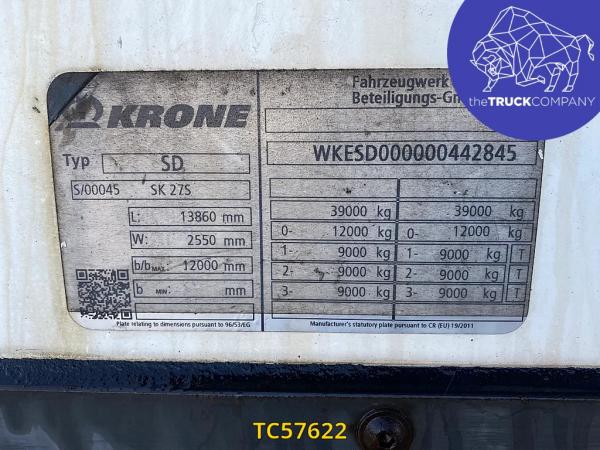 theTRUCKCOMPANY
KRONE
Fahrzeugwerk
Beteiligungs-Gm
Typ SD
WKESD000000442845
S/00045 SK 27S
L: 13860 mm
W: 2550 mm
b/b MAX: 12000 mm
b MIN: mm
39000 kg 39000 kg
0- 12000 kg 0- 12000 kg
1- 9000 kg 1- 9000 kg T
2- 9000 kg 2- 9000 kg T
3- 9000 kg 3- 9000 kg T
Plate relating to dimensions pursuant to 96/53/EG
Manufacturer's statutory plate pursuant to CR (EU) 19/2011
TC57622